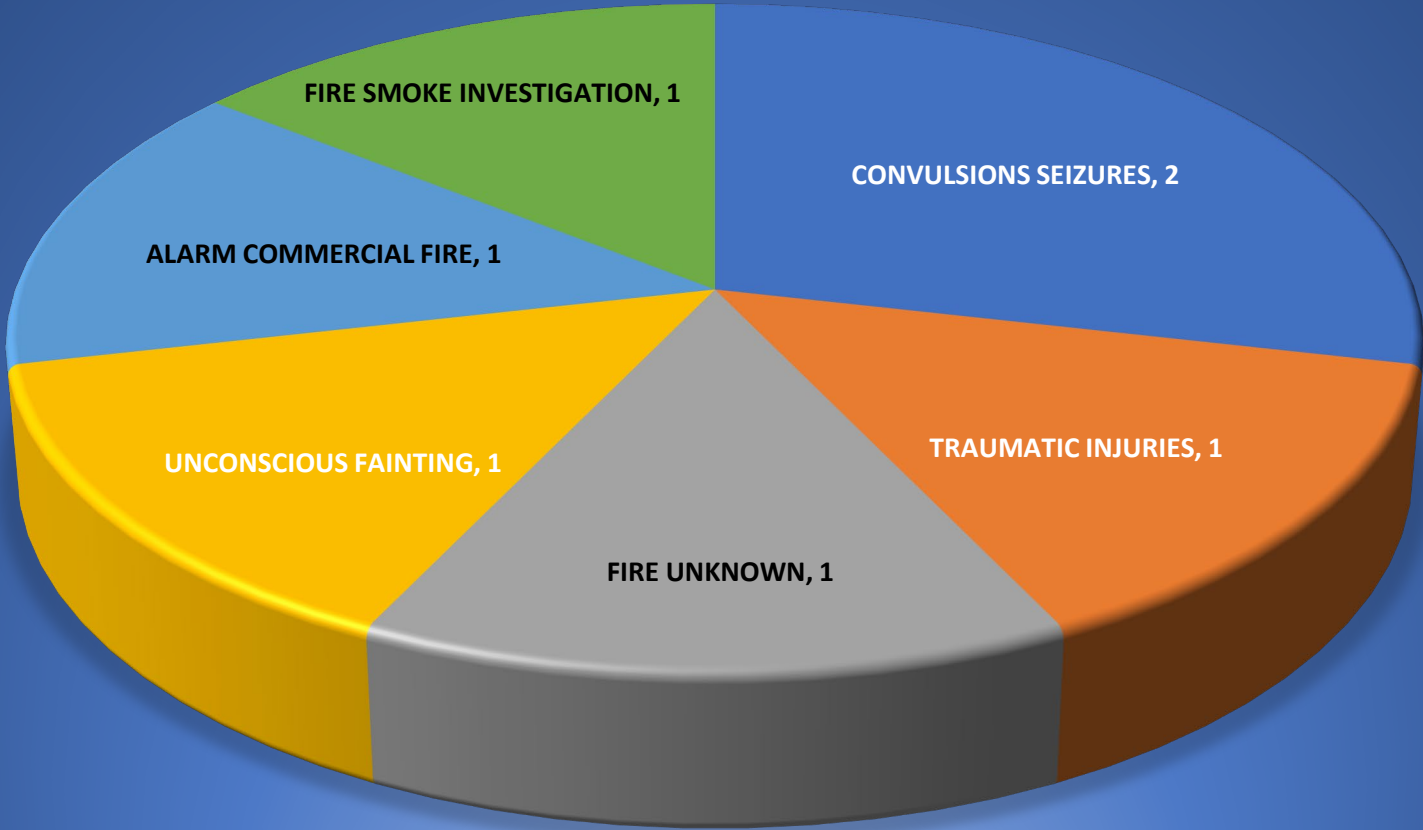 FIRE SMOKE INVESTIGATION, 1
CONVULSIONS SEIZURES, 2
ALARM COMMERCIAL FIRE, 1
TRAUMATIC INJURIES, 1
UNCONSCIOUS FAINTING, 1
FIRE UNKNOWN, 1